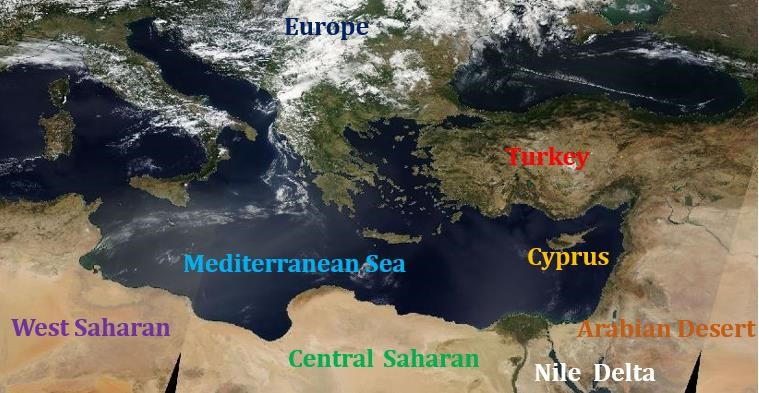 Europe
Turkey
Cyprus
Mediterranean Sea
West Saharan
Arabian Desert
Central Saharan
Nile Delta